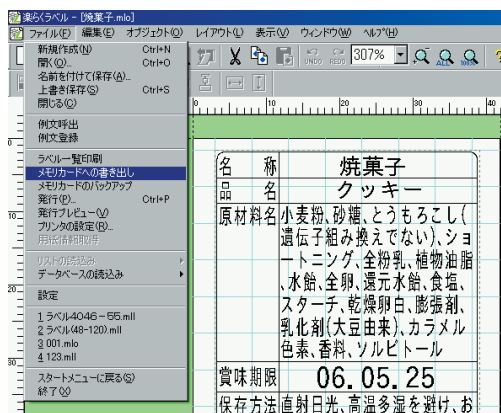 楽らくラベル - [焼菓子.mlo]
ファイル(F) 編集(E) オブジェクト(O) レイアウト(L) 表示(V) ウィンドウ(W) ヘルプ(H)
新規作成(N) Ctrl+N
開く(O)... Ctrl+O
名前を付けて保存(A)...
上書き保存(S) Ctrl+S
閉じる(C)
例文呼出
例文登録
ラベル一覧印刷
メモリカードへの書き出し
メモリカードのバックアップ
発行(P)... Ctrl+P
発行プレビュー(V)
プリンタの設定(R)...
用紙情報取得
リストの読込み
データベースの読込み
設定
1 ラベル4046-55.mll
2 ラベル(48-120).mll
3 001.mlo
4 123.mll
スタートメニューに戻る(S)
終了(X)
UNDO REDO 307%
ALL 100%
0 10 20 30 40
0
10
20
30
名称 焼菓子
品名 クッキー
原材料名 小麦粉、砂糖、とうもろこし(
遺伝子組み換えでない)、ショ
ートニング、全粉乳、植物油脂
、水飴、全卵、還元水飴、食塩、
スターチ、乾燥卵白、膨張剤、
乳化剤(大豆由来)、カラメル
色素、香料、ソルビトール
賞味期限 06.05.25
保存方法 直射日光、高温多湿を避け、お